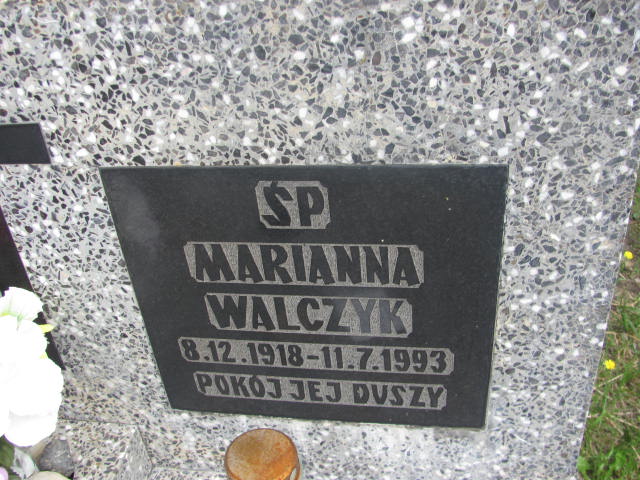 ŚP
MARIANNA
WALCZYK
8.12.1918-11.7.1993
POKÓJ JEJ DUSZY